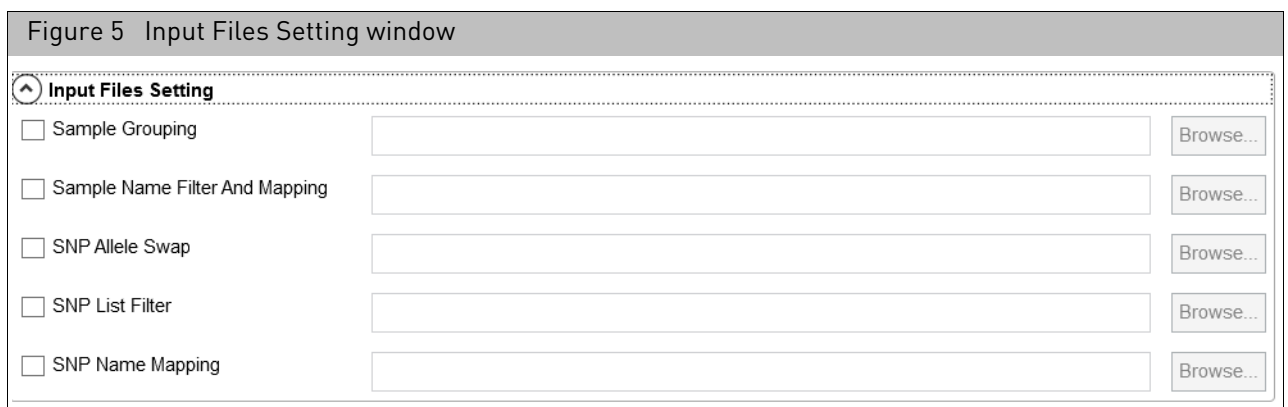 Figure 5 Input Files Setting window
Input Files Setting
Sample Grouping Browse...
Sample Name Filter And Mapping Browse...
SNP Allele Swap Browse...
SNP List Filter Browse...
SNP Name Mapping Browse...